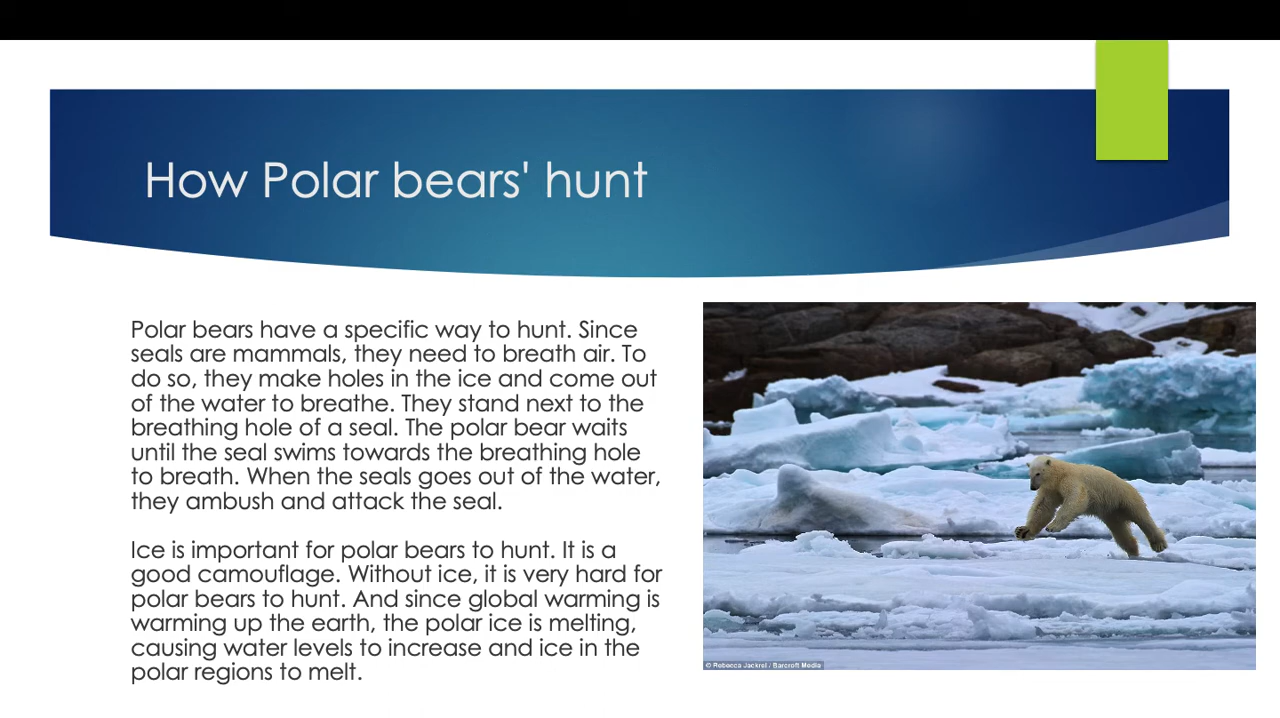 How Polar bears' hunt
Polar bears have a specific way to hunt. Since
seals are mammals, they need to breath air. To
do so, they make holes in the ice and come out
of the water to breathe. They stand next to the
breathing hole of a seal. The polar bear waits
until the seal swims towards the breathing hole
to breath. When the seals goes out of the water,
they ambush and attack the seal.
Ice is important for polar bears to hunt. It is a
good camouflage. Without ice, it is very hard for
polar bears to hunt. And since global warming is
warming up the earth, the polar ice is melting,
causing water levels to increase and ice in the
polar regions to melt.
© Rebecca Jackrel / Barcroft Media